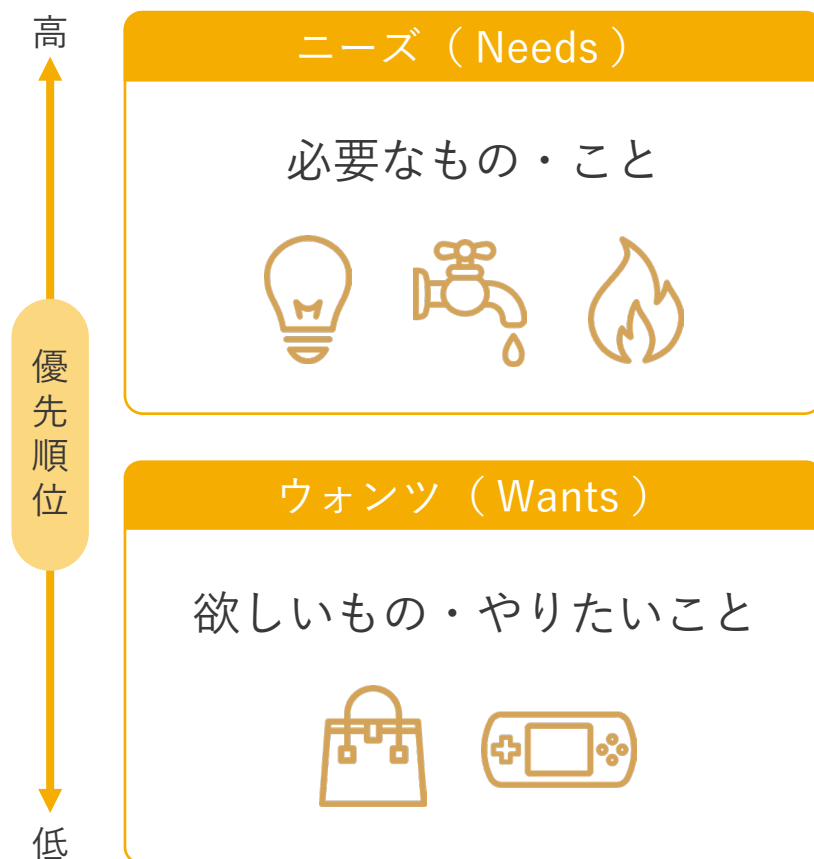 高
優先順位
低
ニーズ（ Needs ）
必要なもの・こと
ウォンツ（ Wants ）
欲しいもの・やりたいこと